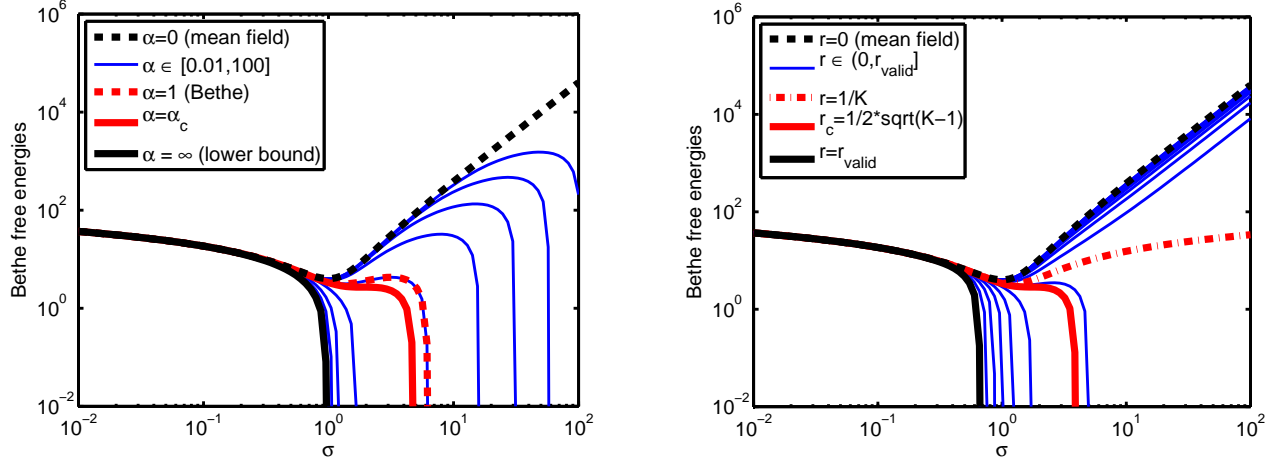 α=0 (mean field)
α ∈ [0.01,100]
α=1 (Bethe)
α=α_c
α = ∞ (lower bound)
Bethe free energies
10^6
10^4
10^2
10^0
10^−2
10^−2
10^−1
10^0
10^1
10^2
σ
r=0 (mean field)
r ∈ (0,r_valid]
r=1/K
r_c=1/2*sqrt(K−1)
r=r_valid
Bethe free energies
10^6
10^4
10^2
10^0
10^−2
10^−2
10^−1
10^0
10^1
10^2
σ